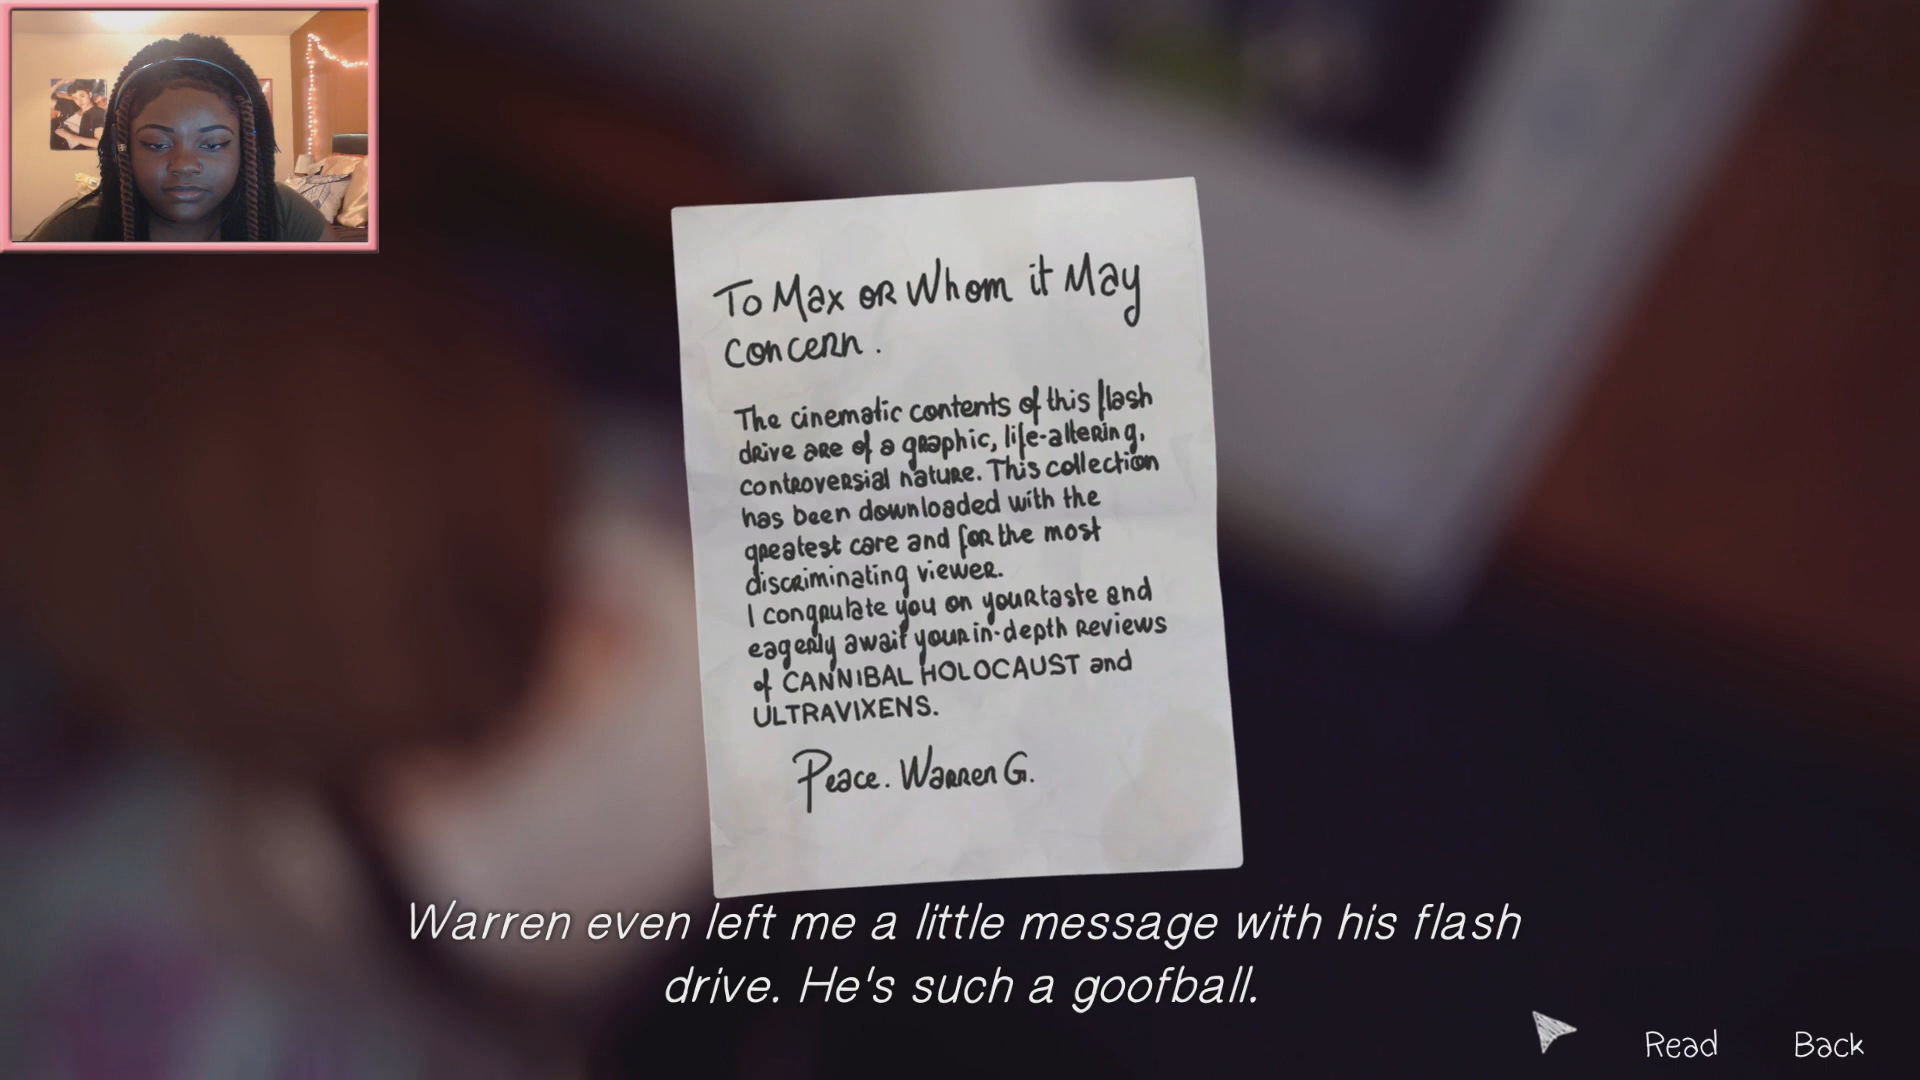 To Max or Whom it May
Concern.
The cinematic contents of this flash
drive are of a graphic, life-altering,
controversial nature. This collection
has been downloaded with the
greatest care and for the most
discriminating viewer.
I congrulate you on your taste and
eagerly await your in-depth reviews
of CANNIBAL HOLOCAUST and
ULTRAVIXENS.
Peace. Warren G.
Warren even left me a little message with his flash
drive. He's such a goofball.
Read Back